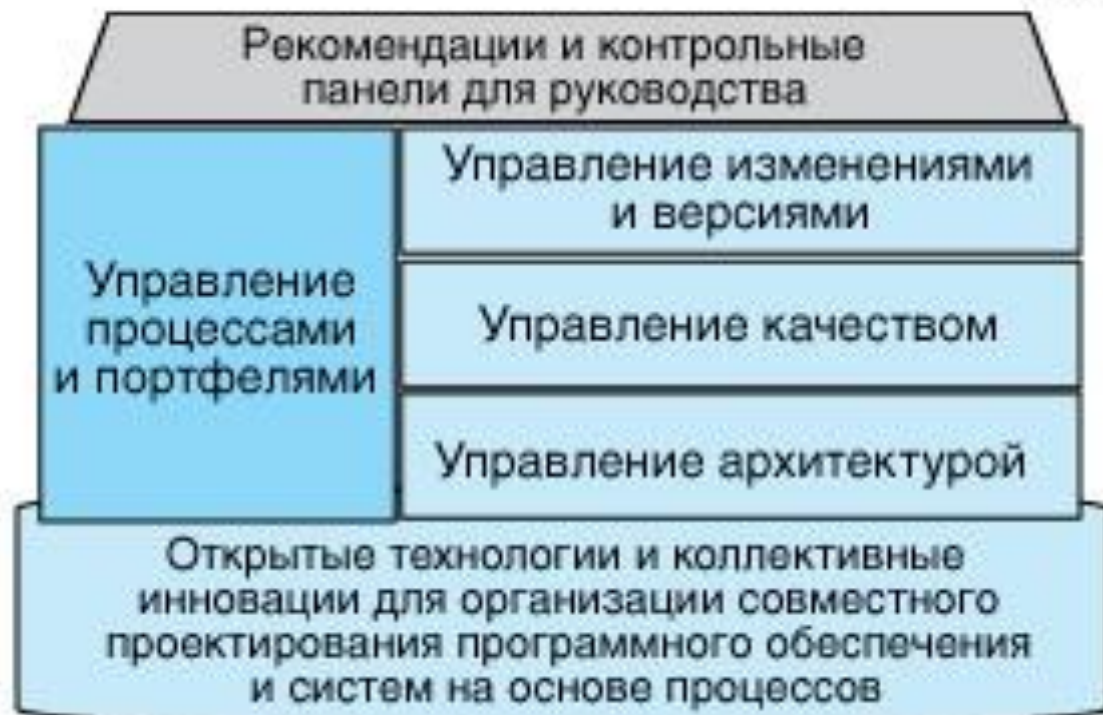 Рекомендации и контрольные
панели для руководства
Управление
процессами
и портфелями
Управление изменениями
и версиями
Управление качеством
Управление архитектурой
Открытые технологии и коллективные
инновации для организации совместного
проектирования программного обеспечения
и систем на основе процессов